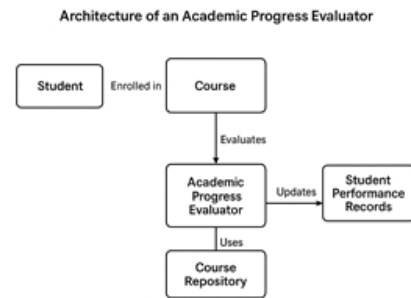 Architecture of an Academic Progress Evaluator
Student
Enrolled in
Course
Evaluates
Academic
Progress
Evaluator
Updates
Student
Performance
Records
Uses
Course
Repository